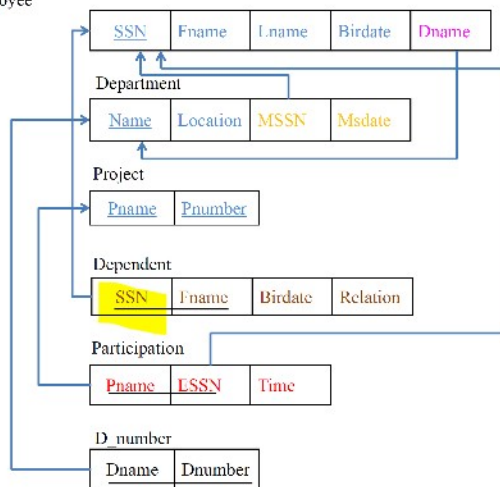 oyee
SSN Fname Lname Birdate Dname
Department
Name Location MSSN Msdate
Project
Pname Pnumber
Dependent
SSN Fname Birdate Relation
Participation
Pname ESSN Time
D_number
Dname Dnumber